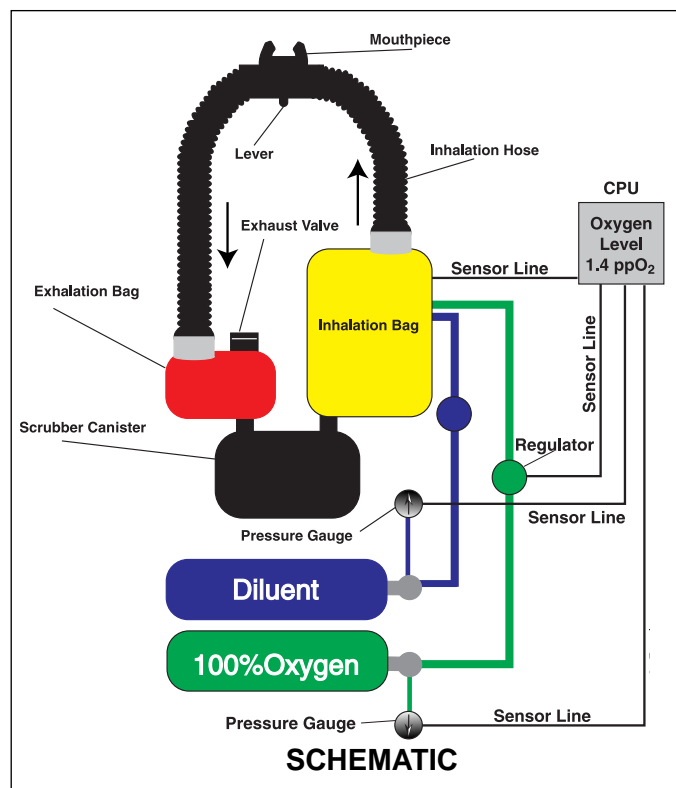 Mouthpiece
Lever
Inhalation Hose
CPU
Exhaust Valve
Oxygen
Level
1.4 ppO₂
Sensor Line
Exhalation Bag
Inhalation Bag
Sensor Line
Scrubber Canister
Regulator
Pressure Gauge
Sensor Line
Diluent
100%Oxygen
Sensor Line
Pressure Gauge
SCHEMATIC